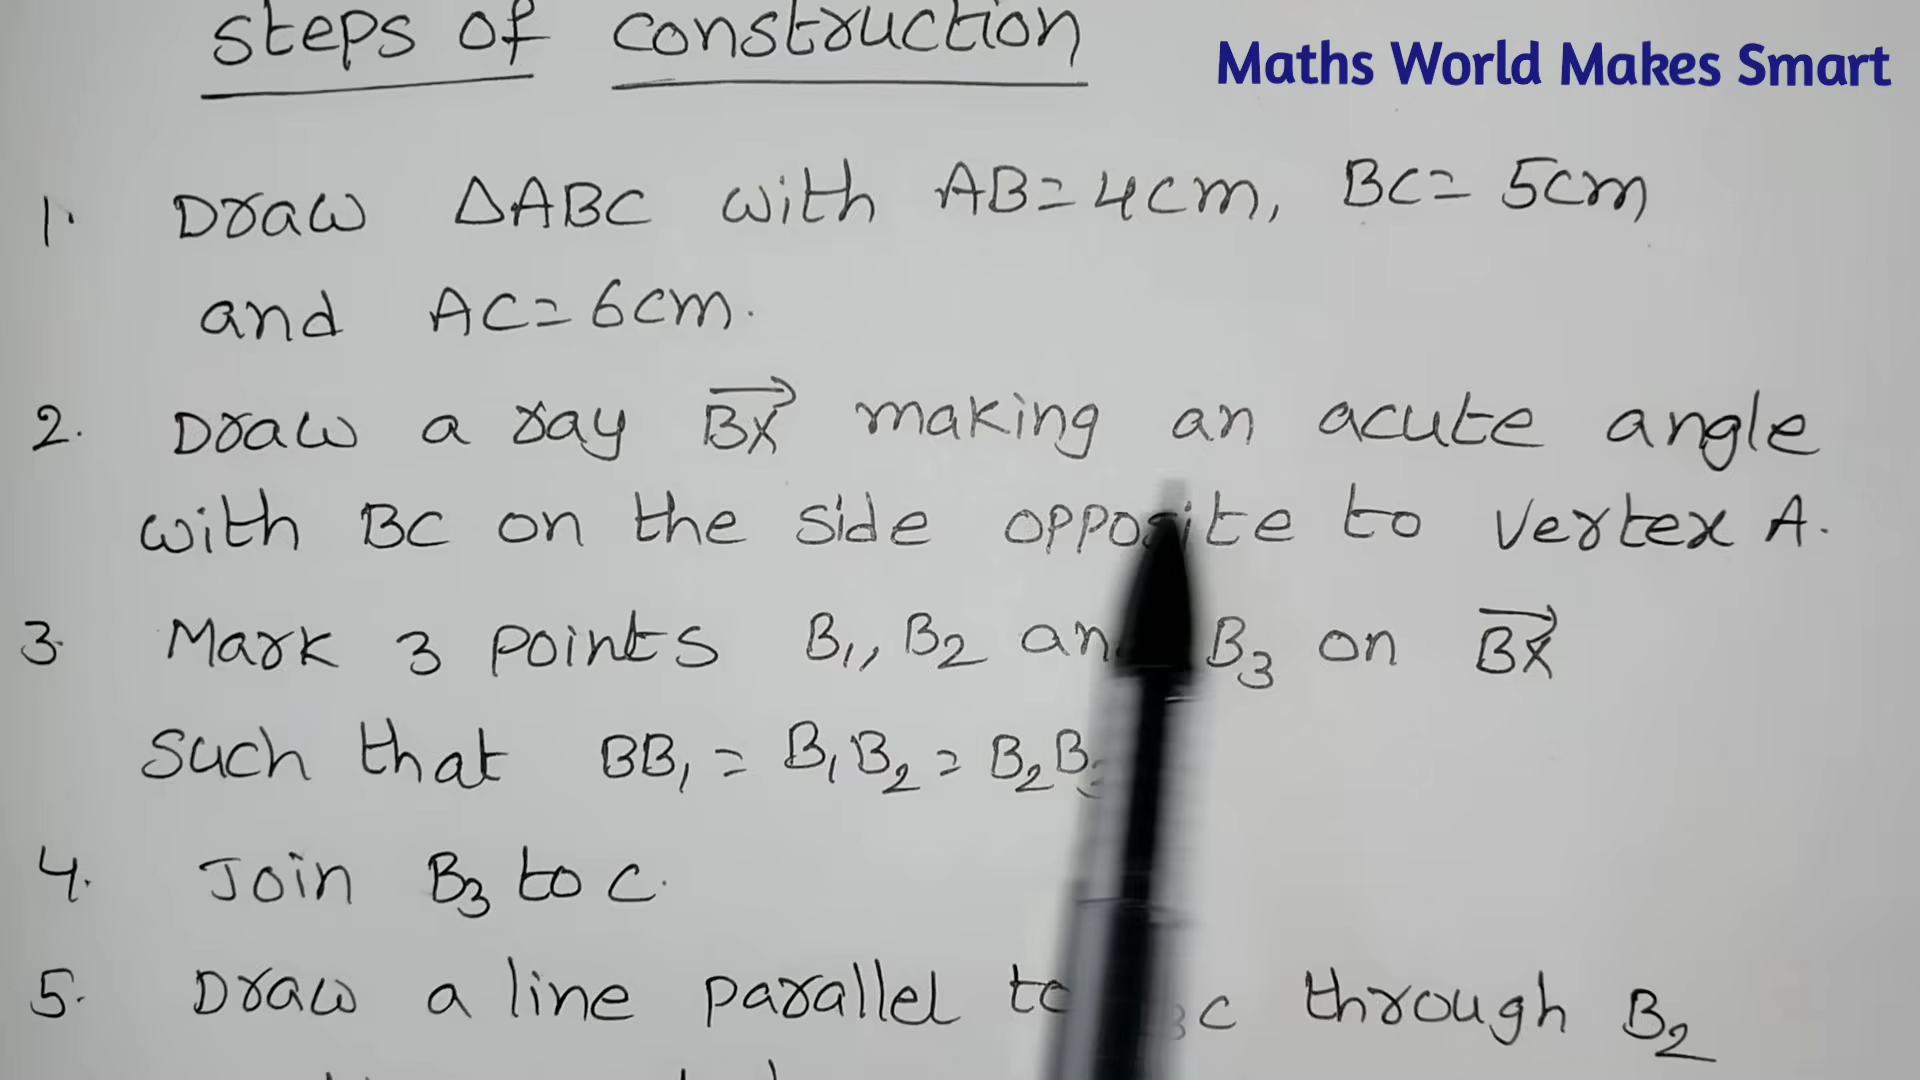 steps of construction
Maths World Makes Smart
1. Draw ΔABC with AB=4cm, BC=5cm
and AC=6cm.
2. Draw a ray \overrightarrow{BX} making an acute angle
with BC on the side opposite to vertex A.
3. Mark 3 points B₁, B₂ and B₃ on \overrightarrow{BX}
Such that BB₁ = B₁B₂ = B₂B₃
4. Join B₃ to C.
5. Draw a line parallel to C through B₂